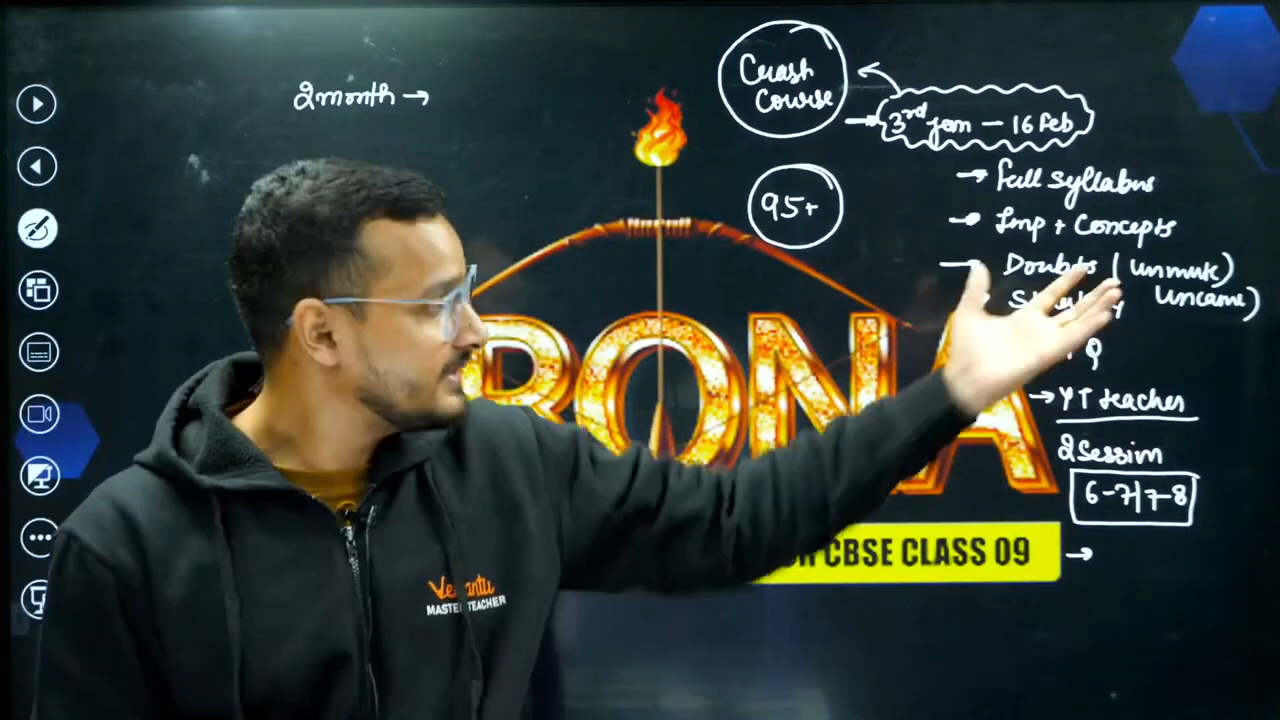 2month →
Crash
Course
3rd Jan — 16 Feb
→ full syllabus
95+
→ Imp + Concepts
→ Doubts (unmute)
uncame)
Q
→ YT teacher
2Session
6-7|7-8
RONA
CBSE CLASS 09 →
Vedantu
MASTER TEACHER